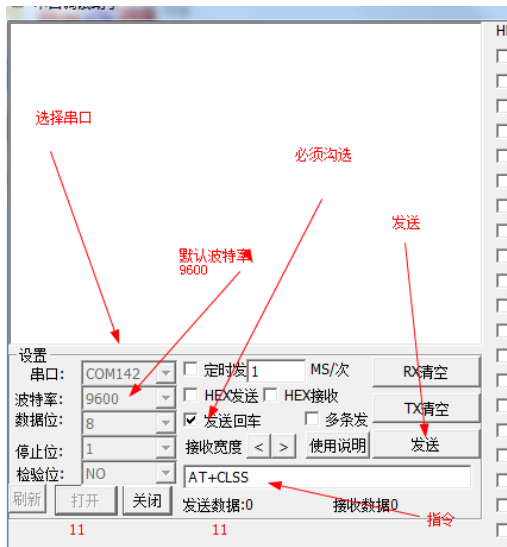 H
选择串口
必须沟选
发送
默认波特率
9600
设置
串口: COM142 定时发 1 MS/次 RX清空
波特率: 9600 HEX发送 HEX接收 TX清空
数据位: 8 发送回车 多条发
停止位: 1 接收宽度 < > 使用说明 发送
检验位: NO AT+CLSS
刷新 打开 关闭 发送数据:0 接收数据0 指令
11 11